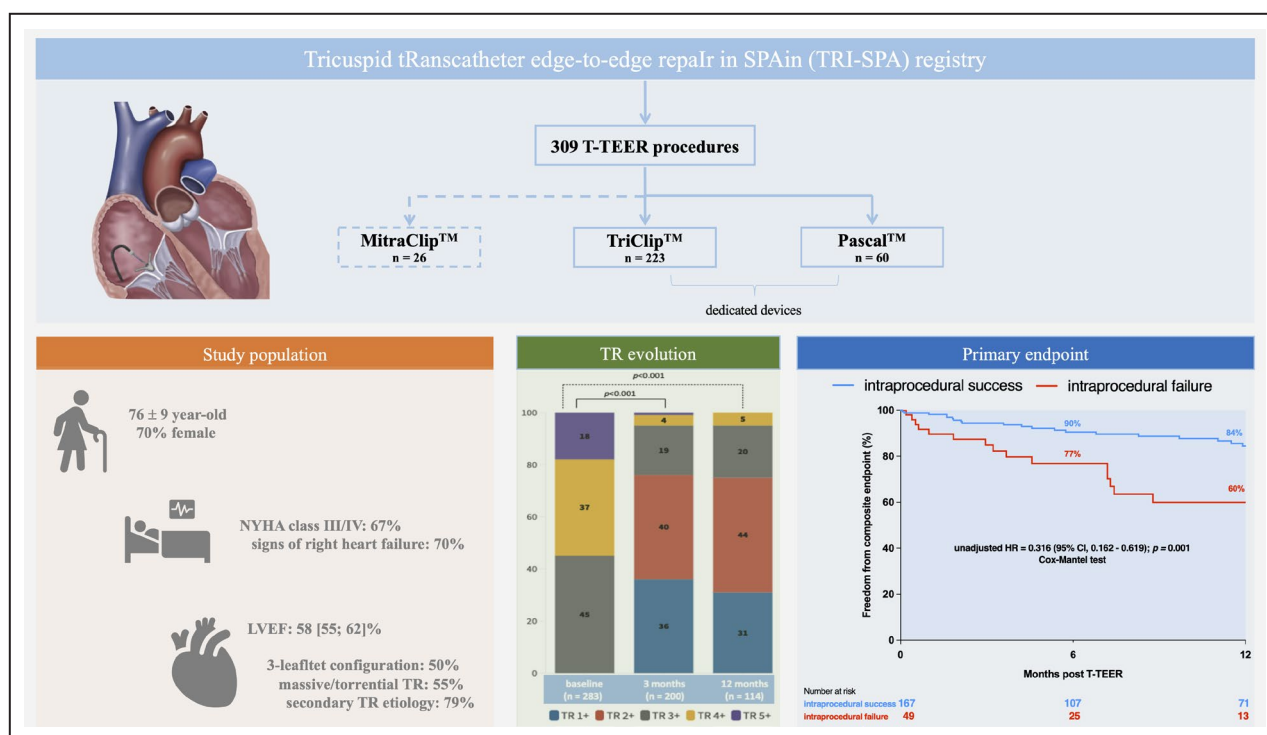 Tricuspid tRanscatheter edge-to-edge repaIr in SPAin (TRI-SPA) registry
309 T-TEER procedures
MitraClip™
n = 26
TriClip™
n = 223
Pascal™
n = 60
dedicated devices
Study population
76 ± 9 year-old
70% female
NYHA class III/IV: 67%
signs of right heart failure: 70%
LVEF: 58 [55; 62]%
3-leafltet configuration: 50%
massive/torrential TR: 55%
secondary TR etiology: 79%
TR evolution
p<0.001
p<0.001
100
80
60
40
20
0
18
37
45
4
19
40
36
5
20
44
31
baseline
(n = 283)
3 months
(n = 200)
12 months
(n = 114)
TR 1+ TR 2+ TR 3+ TR 4+ TR 5+
Primary endpoint
intraprocedural success intraprocedural failure
Freedom from composite endpoint (%)
100
80
60
40
20
0
90%
84%
77%
60%
unadjusted HR = 0.316 (95% CI, 0.162 - 0.619); p = 0.001
Cox-Mantel test
0 6 12
Months post T-TEER
Number at risk
intraprocedural success 167 107 71
intraprocedural failure 49 25 13